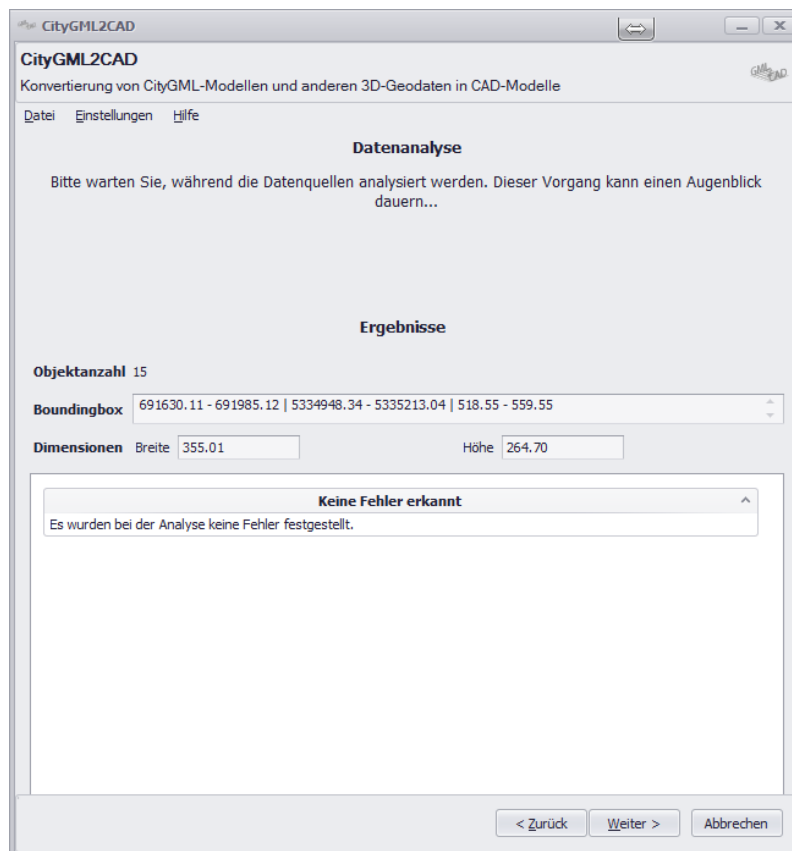 CityGML2CAD
CityGML2CAD
Konvertierung von CityGML-Modellen und anderen 3D-Geodaten in CAD-Modelle
GML
CAD
Datei Einstellungen Hilfe
Datenanalyse
Bitte warten Sie, während die Datenquellen analysiert werden. Dieser Vorgang kann einen Augenblick
dauern...
Ergebnisse
Objektanzahl 15
Boundingbox 691630.11 - 691985.12 | 5334948.34 - 5335213.04 | 518.55 - 559.55
Dimensionen Breite 355.01 Höhe 264.70
Keine Fehler erkannt
Es wurden bei der Analyse keine Fehler festgestellt.
< Zurück Weiter > Abbrechen